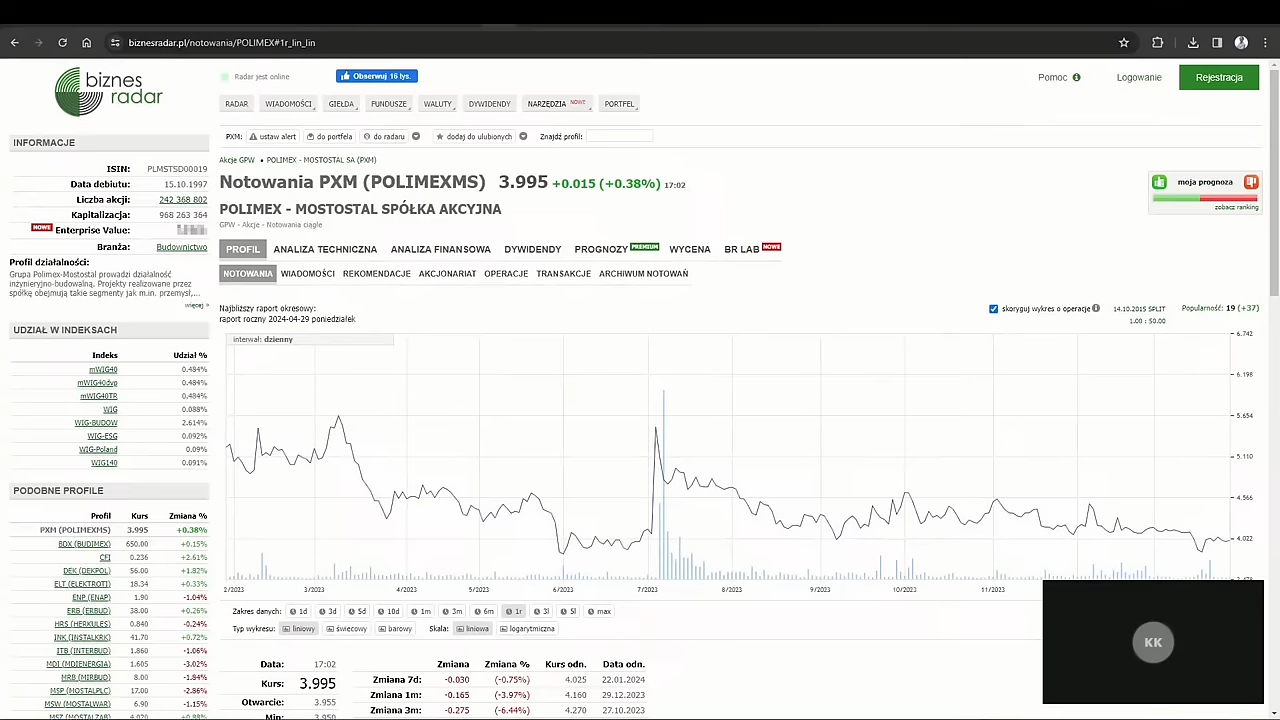 biznesradar.pl/notowania/POLIMEX#1r_lin_lin
biznes
radar
Radar jest online
Obserwuj 16 tys.
Pomoc
Logowanie
Rejestracja
RADAR
WIADOMOŚCI
GIEŁDA
FUNDUSZE
WALUTY
DYWIDENDY
NARZĘDZIA NOWE
PORTFEL
PXM:
ustaw alert
do portfela
do radaru
dodaj do ulubionych
Znajdź profil:
INFORMACJE
ISIN: PLMSTSD00019
Data debiutu: 15.10.1997
Liczba akcji: 242 368 802
Kapitalizacja: 968 263 364
NOWE Enterprise Value:
Branża: Budownictwo
Profil działalności:
Grupa Polimex-Mostostal prowadzi działalność
inżynieryjno-budowlaną. Projekty realizowane przez
spółkę obejmują takie segmenty jak m.in. przemysł,...
więcej »
UDZIAŁ W INDEKSACH
Indeks Udział %
mWIG40 0.484%
mWIG40dvp 0.484%
mWIG40TR 0.484%
WIG 0.088%
WIG-BUDOW 2.614%
WIG-ESG 0.092%
WIG-Poland 0.09%
WIG140 0.091%
PODOBNE PROFILE
Profil Kurs Zmiana %
PXM (POLIMEXMS) 3.995 +0.38%
BDX (BUDIMEX) 650.00 +0.15%
CFI 0.236 +2.61%
DEK (DEKPOL) 56.00 +1.82%
ELT (ELEKTROTI) 18.34 +0.33%
ENP (ENAP) 1.90 -1.04%
ERB (ERBUD) 38.00 +0.26%
HRS (HERKULES) 0.840 -0.24%
INK (INSTALKRK) 41.70 +0.72%
ITB (INTERBUD) 1.868 -1.06%
MDI (MDIENERGIA) 1.605 -3.02%
MRB (MIRBUD) 8.00 -1.84%
MSP (MOSTALPLC) 17.00 -2.86%
MSW (MOSTALWAR) 6.90 -1.15%
MSZ (MOSTALZAB) 4.020 +0.88%
Akcje GPW • POLIMEX - MOSTOSTAL SA (PXM)
Notowania PXM (POLIMEXMS) 3.995 +0.015 (+0.38%) 17:02
POLIMEX - MOSTOSTAL SPÓŁKA AKCYJNA
GPW - Akcje - Notowania ciągłe
moja prognoza
zobacz ranking
PROFIL
ANALIZA TECHNICZNA
ANALIZA FINANSOWA
DYWIDENDY
PROGNOZY PREMIUM
WYCENA
BR LAB NOWE
NOTOWANIA
WIADOMOŚCI
REKOMENDACJE
AKCJONARIAT
OPERACJE
TRANSAKCJE
ARCHIWUM NOTOWAŃ
Najbliższy raport okresowy:
raport roczny 2024-04-29 poniedziałek
skoryguj wykres o operacje
14.10.2015 SPLIT
1.00 : 50.00
Popularność: 19 (+37)
interwał: dzienny
6.742
6.198
5.654
5.110
4.566
4.022
3.478
2/2023
3/2023
4/2023
5/2023
6/2023
7/2023
8/2023
9/2023
10/2023
11/2023
Zakres danych: 1d 3d 5d 10d 1m 3m 6m 1r 3l 5l max
Typ wykresu: liniowy świecowy barowy Skala: liniowa logarytmiczna
Data: 17:02
Kurs: 3.995
Otwarcie: 3.955
Min: 3.950
Zmiana Zmiana % Kurs odn. Data odn.
Zmiana 7d: -0.030 (-0.75%) 4.025 22.01.2024
Zmiana 1m: -0.165 (-3.97%) 4.160 29.12.2023
Zmiana 3m: -0.275 (-6.44%) 4.270 27.10.2023
KK